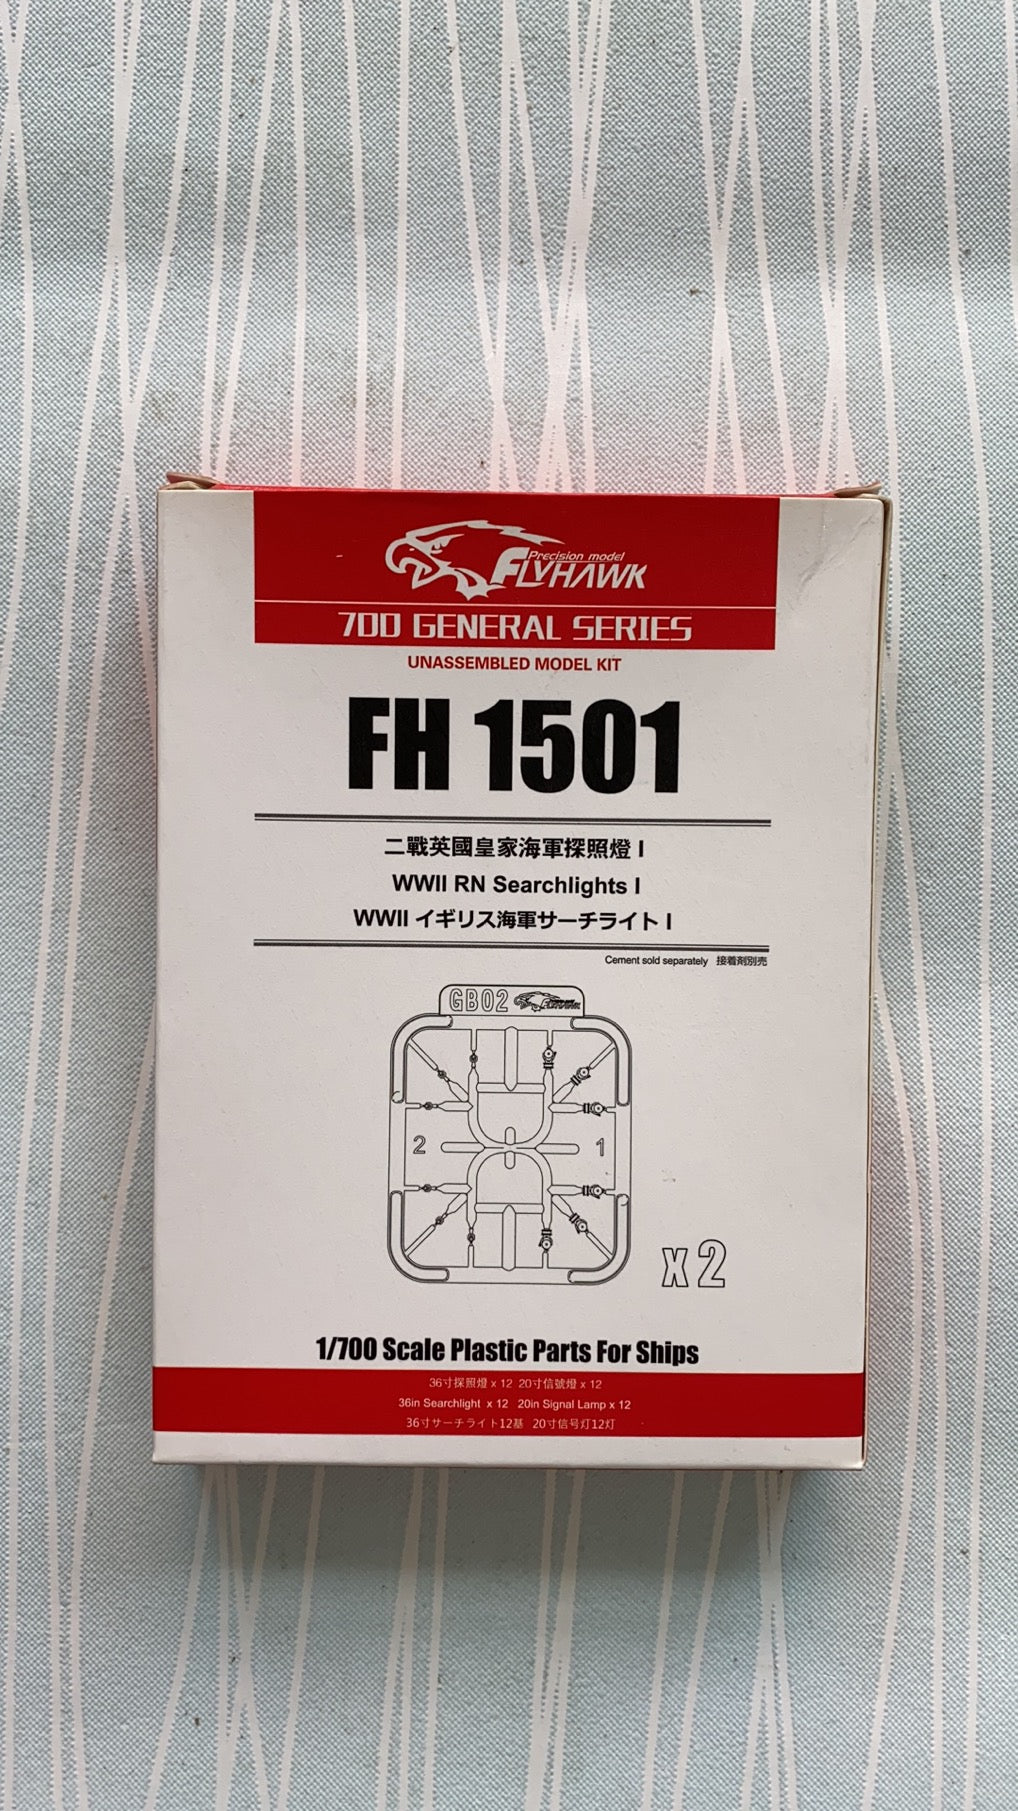 Precision model
FLYHAWK
700 GENERAL SERIES
UNASSEMBLED MODEL KIT
FH 1501
二戰英國皇家海軍探照燈 I
WWII RN Searchlights I
WWII イギリス海軍サーチライト I
Cement sold separately 接着剤別売
GB02 FLYHAWK
2 1
x 2
1/700 Scale Plastic Parts For Ships
36寸探照燈 x 12 20寸信號燈 x 12
36in Searchlight x 12 20in Signal Lamp x 12
36寸サーチライト12基 20寸信号灯12灯